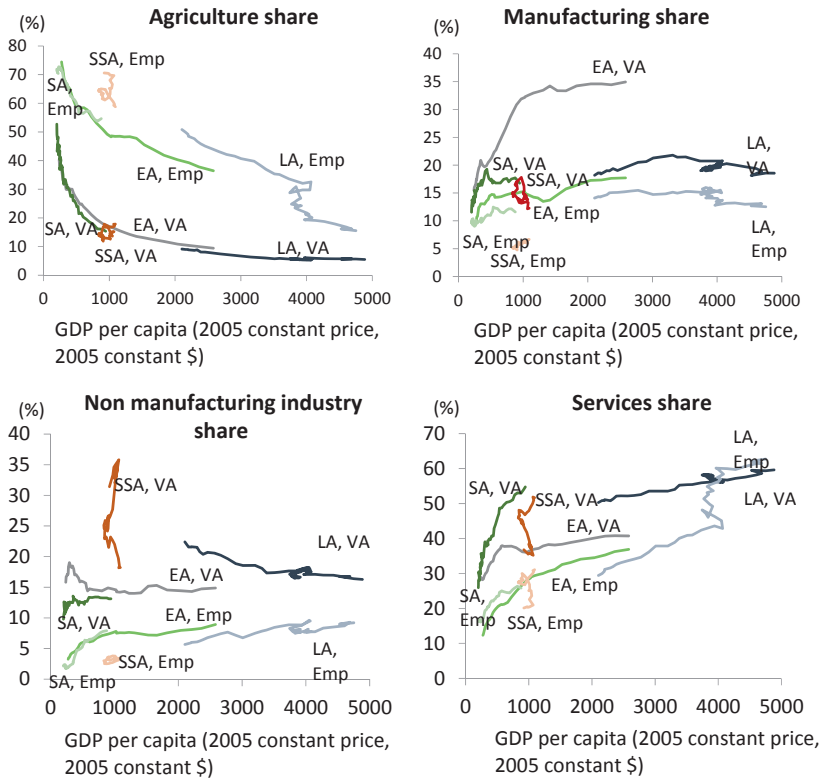 Agriculture share
(%)
80
70
60
50
40
30
20
10
0
0 1000 2000 3000 4000 5000
SSA, Emp
SA,
Emp
EA, Emp
LA, Emp
SA, VA
EA, VA
SSA, VA
LA, VA
GDP per capita (2005 constant price,
2005 constant $)
Manufacturing share
(%)
40
35
30
25
20
15
10
5
0
0 1000 2000 3000 4000 5000
EA, VA
LA,
VA
SA, VA
SSA, VA
EA, Emp
SA, Emp
SSA, Emp
LA,
Emp
GDP per capita (2005 constant price,
2005 constant $)
Non manufacturing industry
share
(%)
40
35
30
25
20
15
10
5
0
0 1000 2000 3000 4000 5000
SSA, VA
LA, VA
EA, VA
EA, Emp
SA, VA
SSA, Emp
LA,
Emp
SA, Emp
GDP per capita (2005 constant price,
2005 constant $)
Services share
(%)
70
60
50
40
30
20
10
0
0 1000 2000 3000 4000 5000
LA,
Emp
SA, VA
SSA, VA
LA, VA
EA, VA
SA,
Emp
EA, Emp
SSA, Emp
GDP per capita (2005 constant price,
2005 constant $)